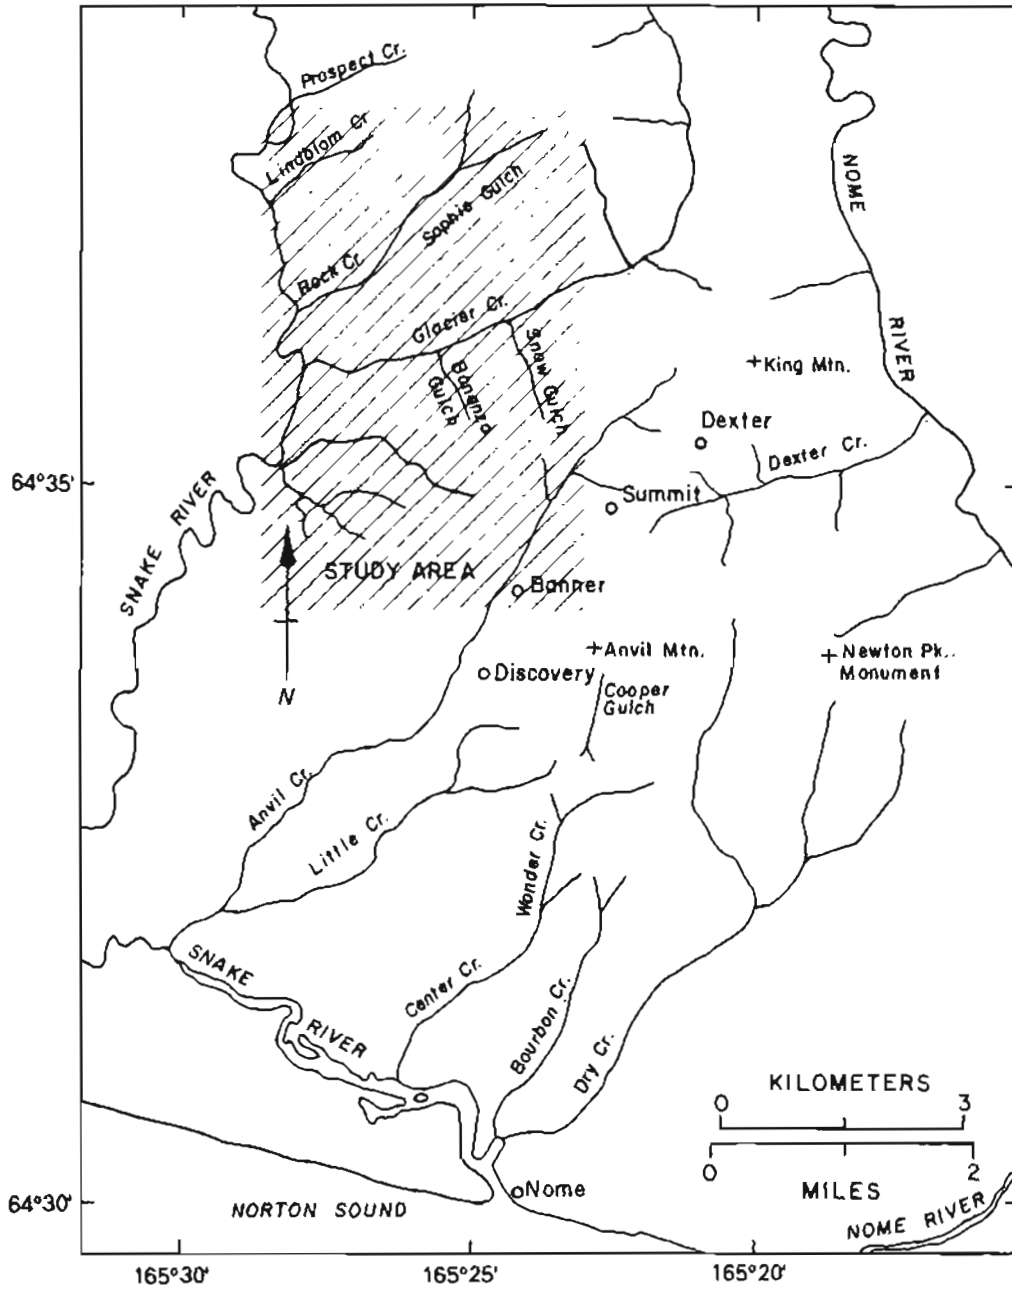 Prospect Cr.
Lindblom Cr
Sophie Gulch
Rock Cr.
Glacier Cr.
Snow Gulch
Bonanza
Gulch
NOME
RIVER
King Mtn.
Dexter
Dexter Cr.
Summit
64°35'
SNAKE RIVER
STUDY AREA
Banner
N
Anvil Mtn.
Discovery
Cooper
Gulch
Newton Pk..
Monument
Anvil Cr.
Little Cr.
Wonder Cr.
SNAKE
RIVER
Center Cr.
Bourbon Cr.
Dry Cr.
KILOMETERS
0 3
0 2
MILES
64°30'
NORTON SOUND
Nome
NOME RIVER
165°30'
165°25'
165°20'